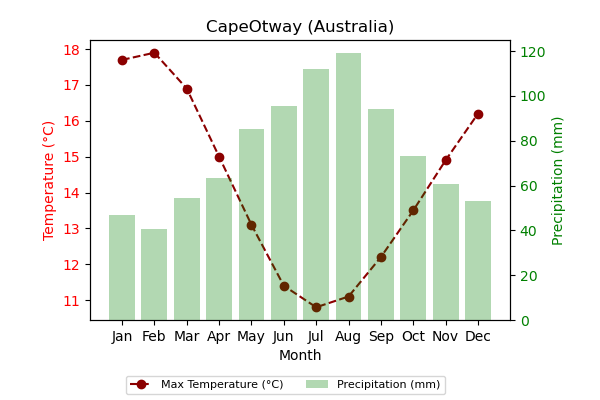 CapeOtway (Australia)
18
17
16
15
14
13
12
11
Temperature (°C)
120
100
80
60
40
20
0
Precipitation (mm)
Jan Feb Mar Apr May Jun Jul Aug Sep Oct Nov Dec
Month
Max Temperature (°C) Precipitation (mm)